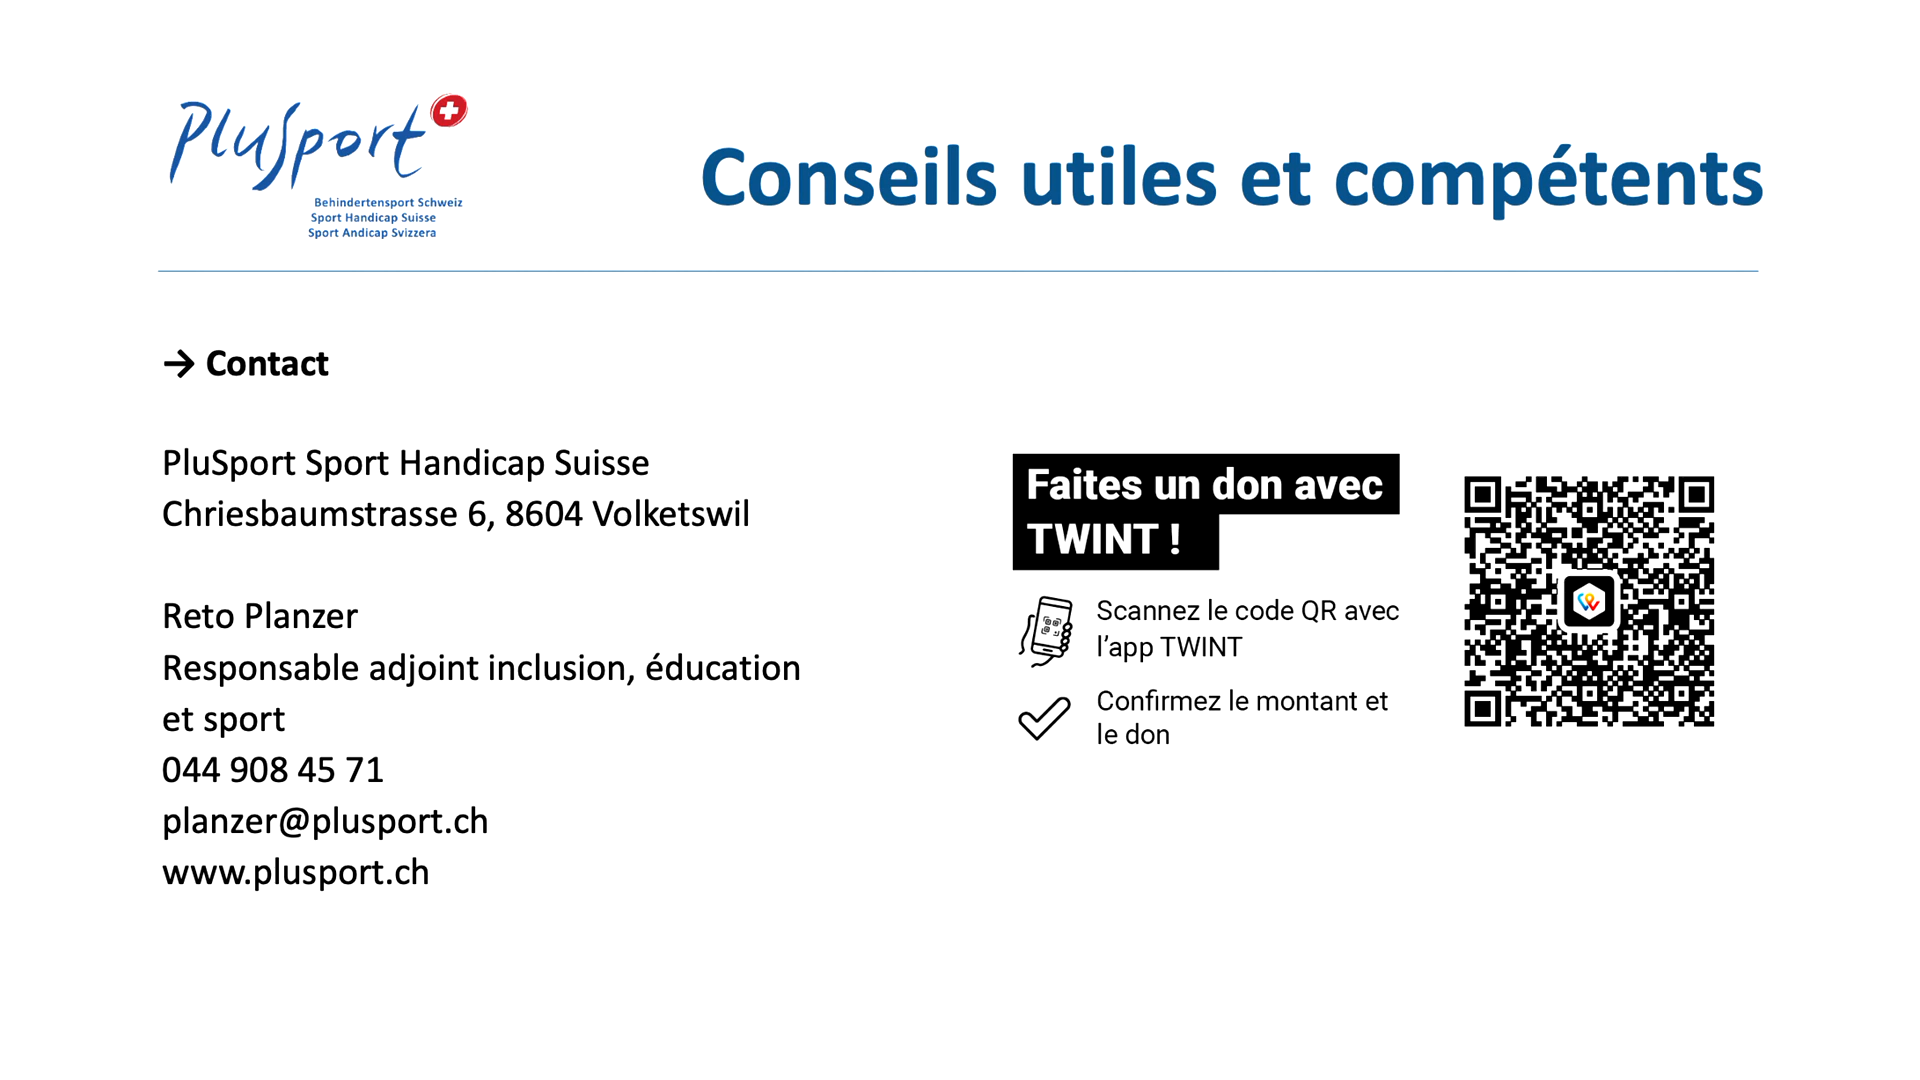 PluSport
Behindertensport Schweiz
Sport Handicap Suisse
Sport Andicap Svizzera
Conseils utiles et compétents
→ Contact
PluSport Sport Handicap Suisse
Chriesbaumstrasse 6, 8604 Volketswil
Reto Planzer
Responsable adjoint inclusion, éducation
et sport
044 908 45 71
planzer@plusport.ch
www.plusport.ch
Faites un don avec
TWINT !
Scannez le code QR avec
l’app TWINT
Confirmez le montant et
le don